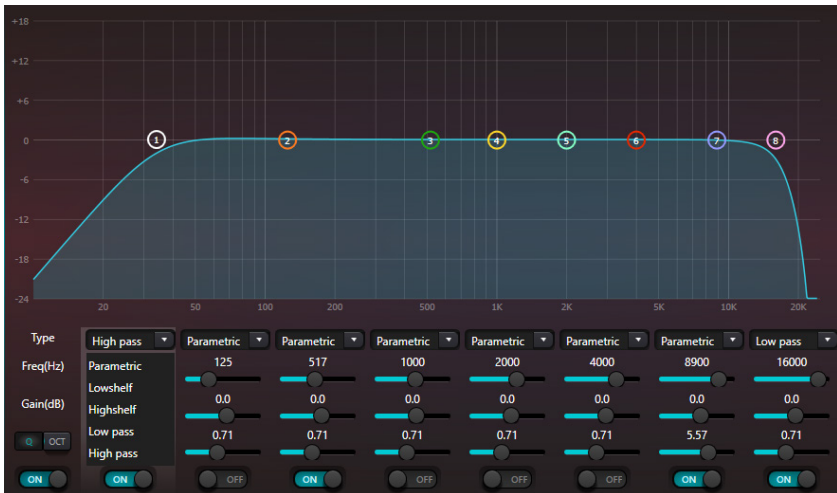 +18
+12
+6
0
-6
-12
-18
-24
1 2 3 4 5 6 7 8
20 50 100 200 500 1K 2K 5K 10K 20K
Type High pass Parametric Parametric Parametric Parametric Parametric Parametric Low pass
Freq(Hz) Parametric 125 517 1000 2000 4000 8900 16000
Lowshelf
Gain(dB) Highshelf 0.0 0.0 0.0 0.0 0.0 0.0 0.0
Low pass
Q OCT High pass 0.71 0.71 0.71 0.71 0.71 5.57 0.71
ON ON OFF ON OFF OFF OFF ON ON